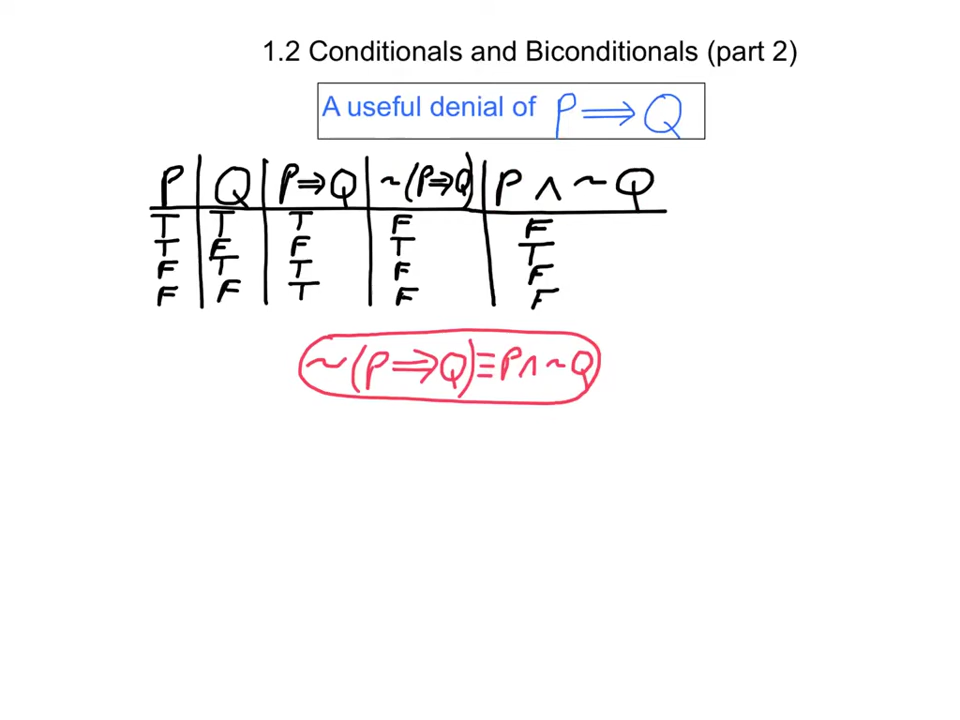 1.2 Conditionals and Biconditionals (part 2)
A useful denial of P ⟹ Q
P Q P⇒Q ~(P⇒Q) P ∧ ~Q
T T T F F
T F F T T
F T T F F
F F T F F
~(P⟹Q)≡P∧~Q